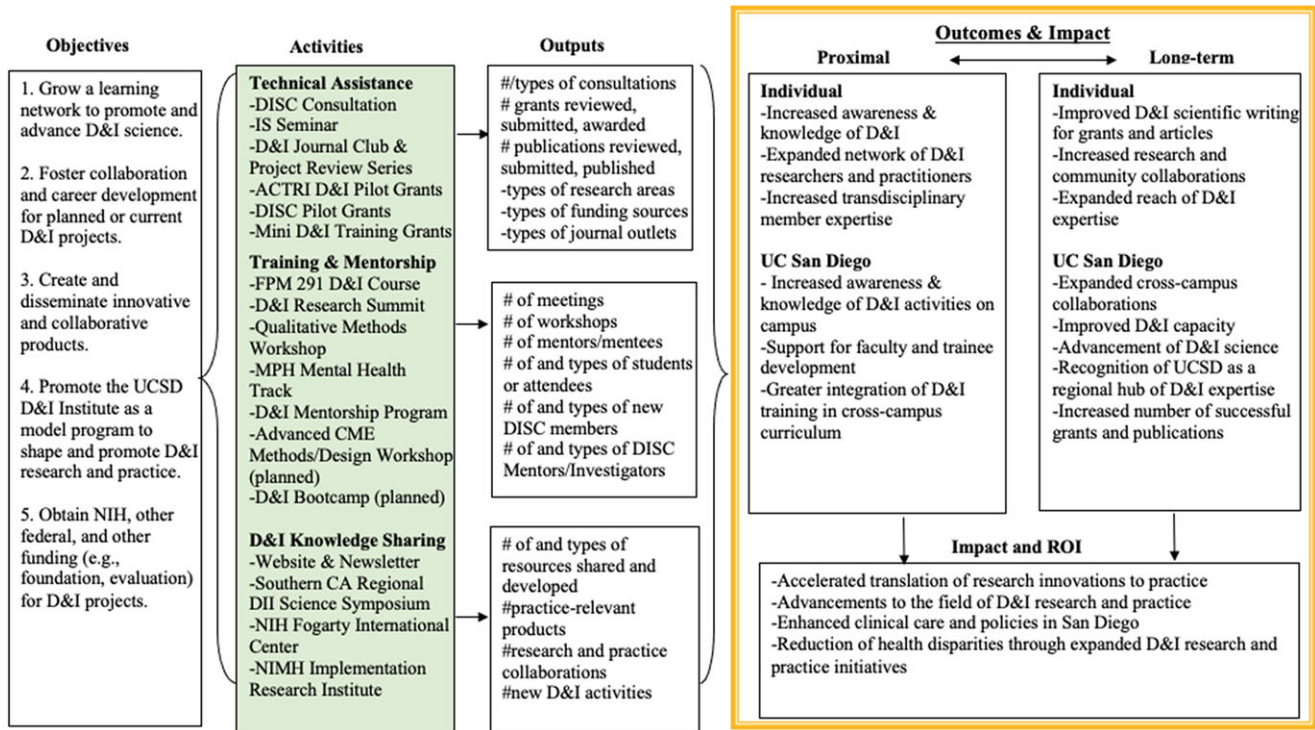 Objectives
1. Grow a learning
network to promote and
advance D&I science.
2. Foster collaboration
and career development
for planned or current
D&I projects.
3. Create and
disseminate innovative
and collaborative
products.
4. Promote the UCSD
D&I Institute as a
model program to
shape and promote D&I
research and practice.
5. Obtain NIH, other
federal, and other
funding (e.g.,
foundation, evaluation)
for D&I projects.
Activities
Technical Assistance
-DISC Consultation
-IS Seminar
-D&I Journal Club &
Project Review Series
-ACTRI D&I Pilot Grants
-DISC Pilot Grants
-Mini D&I Training Grants
Training & Mentorship
-FPM 291 D&I Course
-D&I Research Summit
-Qualitative Methods
Workshop
-MPH Mental Health
Track
-D&I Mentorship Program
-Advanced CME
Methods/Design Workshop
(planned)
-D&I Bootcamp (planned)
D&I Knowledge Sharing
-Website & Newsletter
-Southern CA Regional
DII Science Symposium
-NIH Fogarty International
Center
-NIMH Implementation
Research Institute
Outputs
#/types of consultations
# grants reviewed,
submitted, awarded
# publications reviewed,
submitted, published
-types of research areas
-types of funding sources
-types of journal outlets
# of meetings
# of workshops
# of mentors/mentees
# of and types of students
or attendees
# of and types of new
DISC members
# of and types of DISC
Mentors/Investigators
# of and types of
resources shared and
developed
#practice-relevant
products
#research and practice
collaborations
#new D&I activities
Outcomes & Impact
Proximal
Individual
-Increased awareness &
knowledge of D&I
-Expanded network of D&I
researchers and practitioners
-Increased transdisciplinary
member expertise
UC San Diego
- Increased awareness &
knowledge of D&I activities on
campus
-Support for faculty and trainee
development
-Greater integration of D&I
training in cross-campus
curriculum
Long-term
Individual
-Improved D&I scientific writing
for grants and articles
-Increased research and
community collaborations
-Expanded reach of D&I
expertise
UC San Diego
-Expanded cross-campus
collaborations
-Improved D&I capacity
-Advancement of D&I science
-Recognition of UCSD as a
regional hub of D&I expertise
-Increased number of successful
grants and publications
Impact and ROI
-Accelerated translation of research innovations to practice
-Advancements to the field of D&I research and practice
-Enhanced clinical care and policies in San Diego
-Reduction of health disparities through expanded D&I research and
practice initiatives